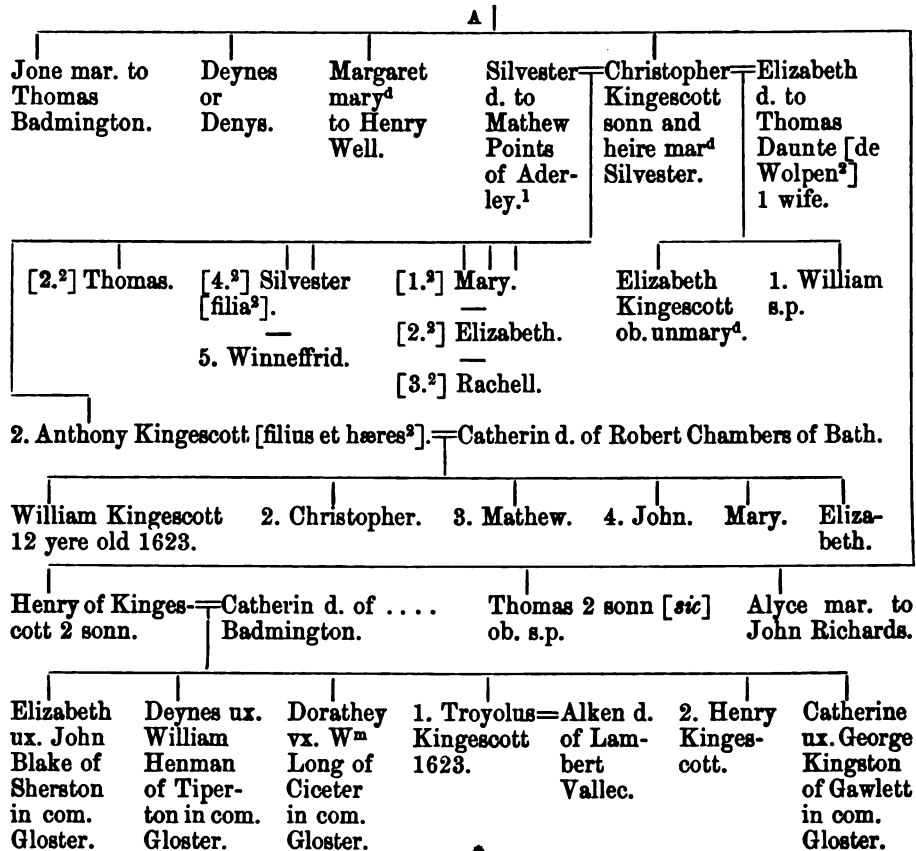 A
Jone mar. to
Thomas
Badmington.
Deynes
or
Denys.
Margaret
maryᵈ
to Henry
Well.
Silvester
d. to
Mathew
Points
of Ader-
ley.¹
Christopher
Kingescott
sonn and
heire marᵈ
Silvester.
Elizabeth
d. to
Thomas
Daunte [de
Wolpen²]
1 wife.
[2.²] Thomas.
[4.²] Silvester
[filia²].
5. Winneffrid.
[1.²] Mary.
[2.²] Elizabeth.
[3.²] Rachell.
Elizabeth
Kingescott
ob. unmaryᵈ.
1. William
s.p.
2. Anthony Kingescott [filius et hæres²].=Catherin d. of Robert Chambers of Bath.
William Kingescott
12 yere old 1623.
2. Christopher.
3. Mathew.
4. John.
Mary.
Eliza-
beth.
Henry of Kinges-
cott 2 sonn.
Catherin d. of ....
Badmington.
Thomas 2 sonn [sic]
ob. s.p.
Alyce mar. to
John Richards.
Elizabeth
ux. John
Blake of
Sherston
in com.
Gloster.
Deynes ux.
William
Henman
of Tiper-
ton in com.
Gloster.
Dorathey
vx. Wᵐ
Long of
Ciceter
in com.
Gloster.
1. Troyolus
Kingescott
1623.
Alken d.
of Lam-
bert
Vallec.
2. Henry
Kinges-
cott.
Catherine
ux. George
Kingston
of Gawlett
in com.
Gloster.